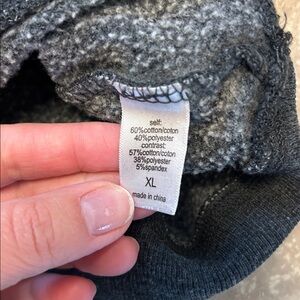 self:
60%cotton/coton
40%polyester
contrast:
57%cotton/coton
38%polyester
5%spandex
XL
made in china